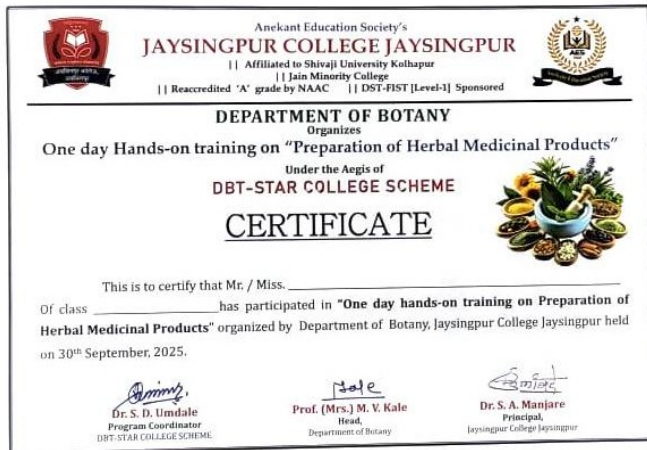 Anekant Education Society's
JAYSINGPUR COLLEGE JAYSINGPUR
|| Affiliated to Shivaji University Kolhapur
|| Jain Minority College
|| Reaccredited 'A' grade by NAAC || DST-FIST [Level-1] Sponsored
AES
Anekant Education Society
DEPARTMENT OF BOTANY
Organizes
One day Hands-on training on "Preparation of Herbal Medicinal Products"
Under the Aegis of
DBT-STAR COLLEGE SCHEME
CERTIFICATE
This is to certify that Mr. / Miss.
Of class has participated in "One day hands-on training on Preparation of
Herbal Medicinal Products" organized by Department of Botany, Jaysingpur College Jaysingpur held
on 30th September, 2025.
Dr. S. D. Umdale
Program Coordinator
DBT-STAR COLLEGE SCHEME
Kale
Prof. (Mrs.) M. V. Kale
Head,
Department of Botany
Dr. S. A. Manjare
Principal,
Jaysingpur College Jaysingpur